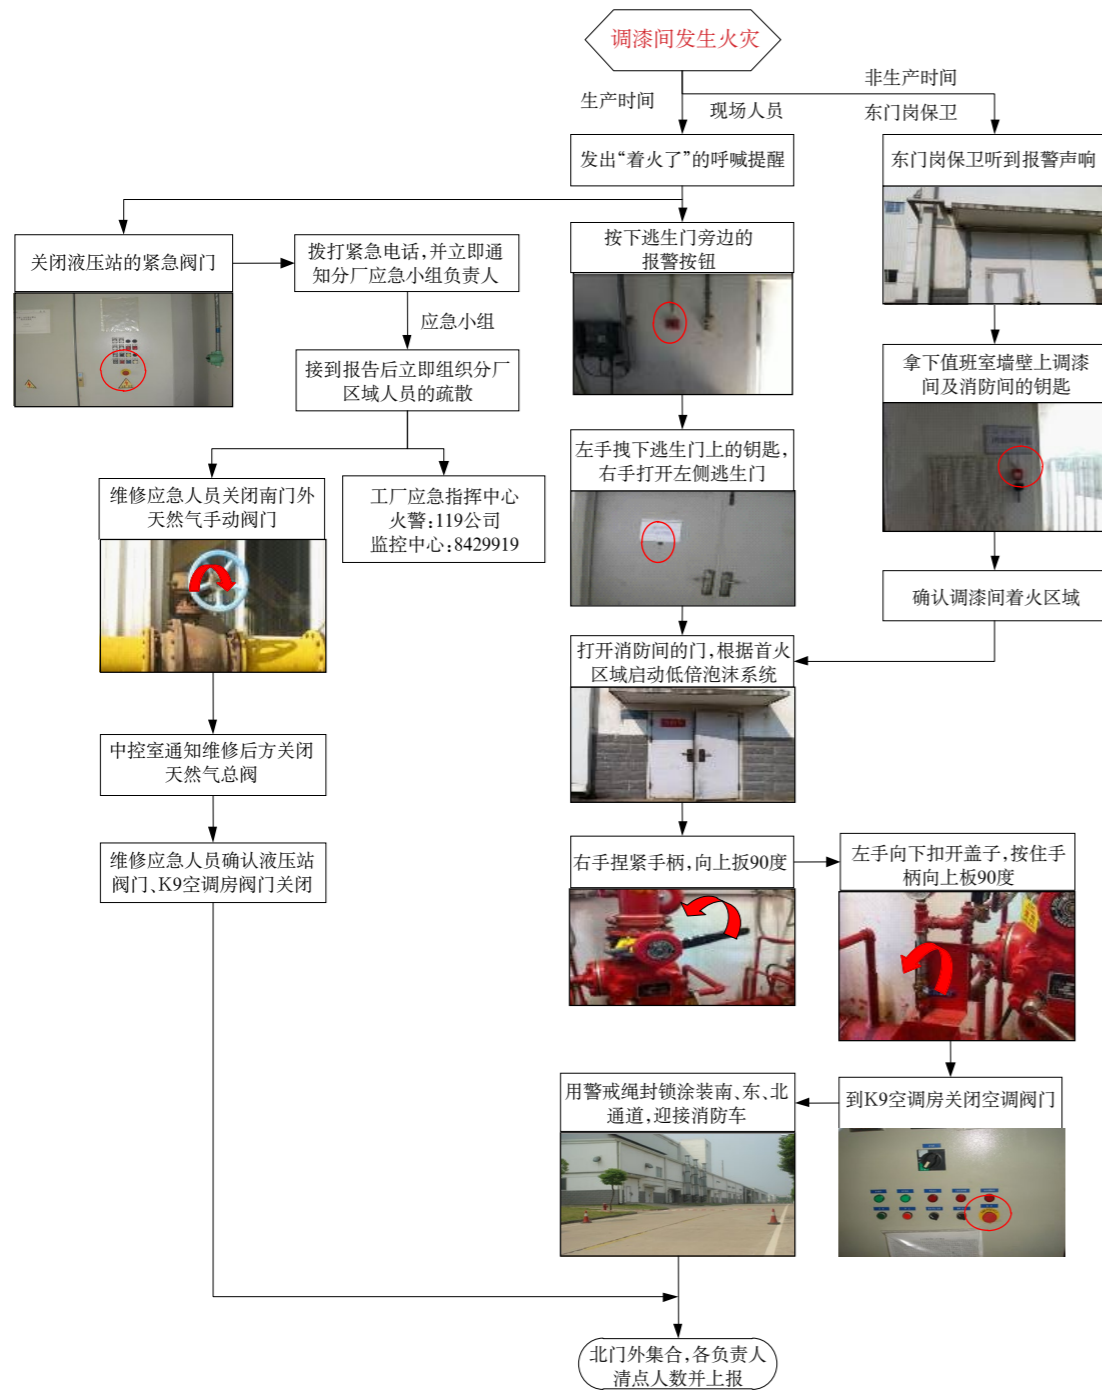 调漆间发生火灾
非生产时间
生产时间
现场人员
东门岗保卫
发出“着火了”的呼喊提醒
东门岗保卫听到报警声响
关闭液压站的紧急阀门
拨打紧急电话,并立即通
知分厂应急小组负责人
按下逃生门旁边的
报警按钮
应急小组
接到报告后立即组织分厂
区域人员的疏散
拿下值班室墙壁上调漆
间及消防间的钥匙
左手拽下逃生门上的钥匙,
右手打开左侧逃生门
维修应急人员关闭南门外
天然气手动阀门
工厂应急指挥中心
火警:119公司
监控中心:8429919
确认调漆间着火区域
打开消防间的门,根据首火
区域启动低倍泡沫系统
中控室通知维修后方关闭
天然气总阀
维修应急人员确认液压站
阀门、K9空调房阀门关闭
右手捏紧手柄,向上扳90度
左手向下扣开盖子,按住手
柄向上板90度
用警戒绳封锁涂装南、东、北
通道,迎接消防车
到K9空调房关闭空调阀门
北门外集合,各负责人
清点人数并上报